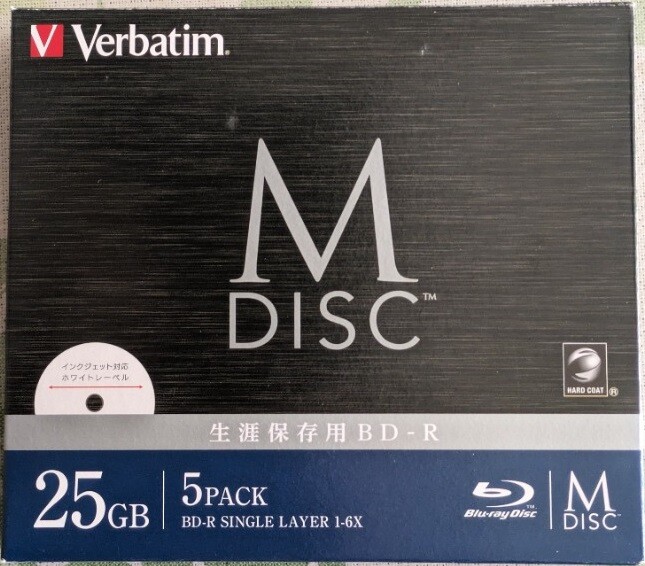 Verbatim®
M
DISC™
インクジェット対応
ホワイトレーベル
HARD COAT ®
生涯保存用BD-R
25GB
5PACK
BD-R SINGLE LAYER 1-6X
Blu-ray Disc™
M
DISC™